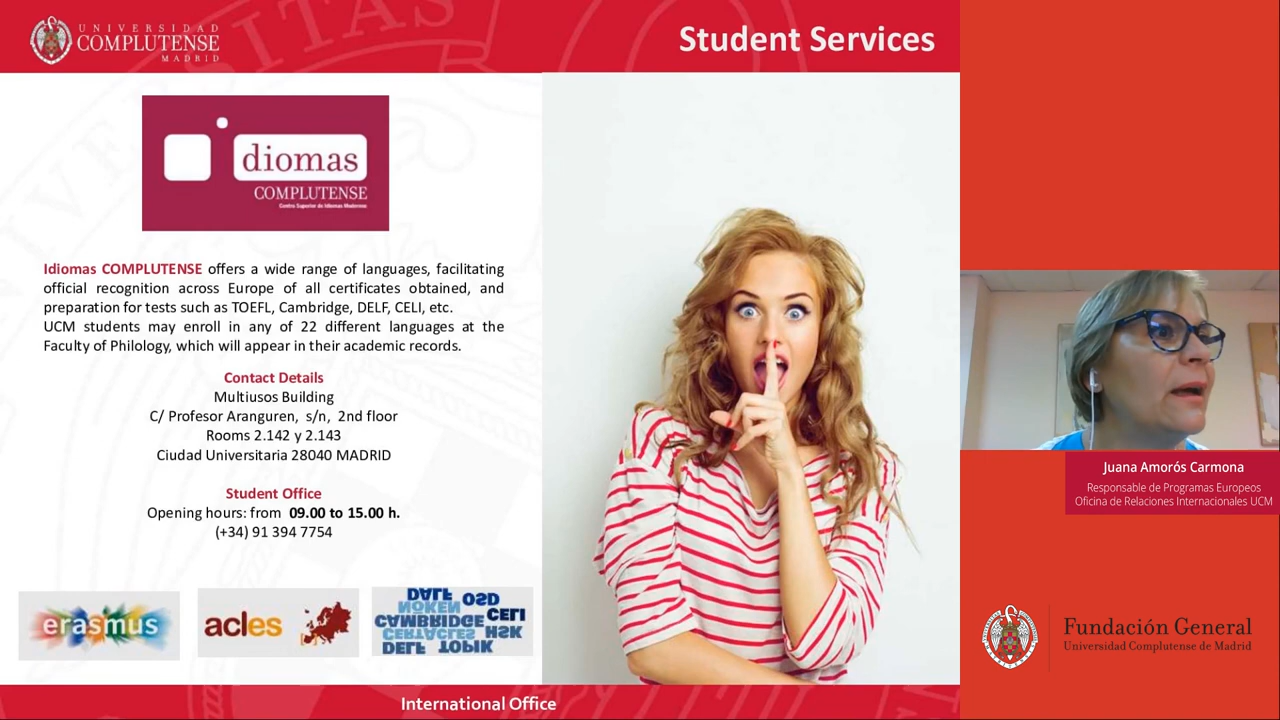 UNIVERSIDAD
COMPLUTENSE
MADRID
Student Services
diomas
COMPLUTENSE
Centro Superior de Idiomas Modernos
Idiomas COMPLUTENSE offers a wide range of languages, facilitating
official recognition across Europe of all certificates obtained, and
preparation for tests such as TOEFL, Cambridge, DELF, CELI, etc.
UCM students may enroll in any of 22 different languages at the
Faculty of Philology, which will appear in their academic records.
Contact Details
Multiusos Building
C/ Profesor Aranguren, s/n, 2nd floor
Rooms 2.142 y 2.143
Ciudad Universitaria 28040 MADRID
Student Office
Opening hours: from 09.00 to 15.00 h.
(+34) 91 394 7754
erasmus
acles
DALF OSD
NOKEN CELI
CAMBRIDGE
CERTACLES HSK
DELF TOPIK
International Office
Juana Amorós Carmona
Responsable de Programas Europeos
Oficina de Relaciones Internacionales UCM
Fundación General
Universidad Complutense de Madrid